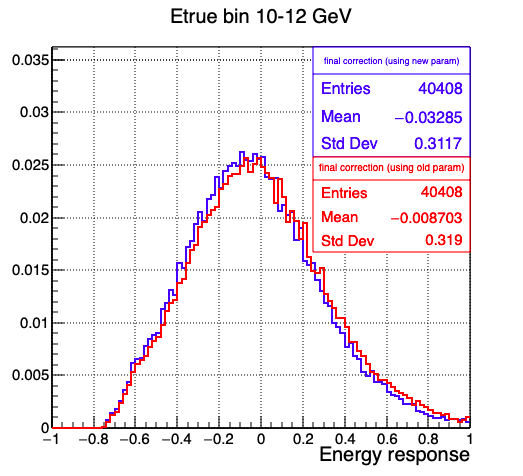 Etrue bin 10-12 GeV
final correction (using new param)
Entries 40408
Mean −0.03285
Std Dev 0.3117
final correction (using old param)
Entries 40408
Mean −0.008703
Std Dev 0.319
0.035
0.03
0.025
0.02
0.015
0.01
0.005
0
−1 −0.8 −0.6 −0.4 −0.2 0 0.2 0.4 0.6 0.8 1
Energy response